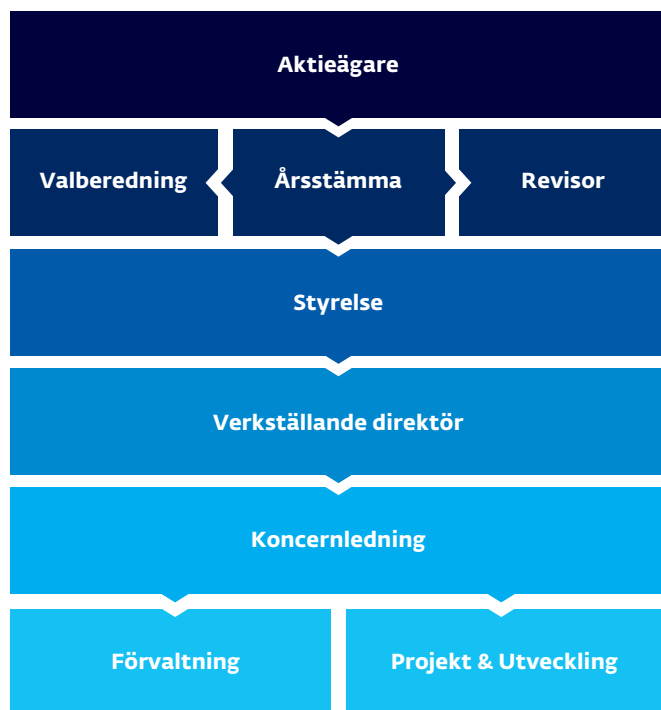 Aktieägare
Valberedning
Årsstämma
Revisor
Styrelse
Verkställande direktör
Koncernledning
Förvaltning
Projekt & Utveckling